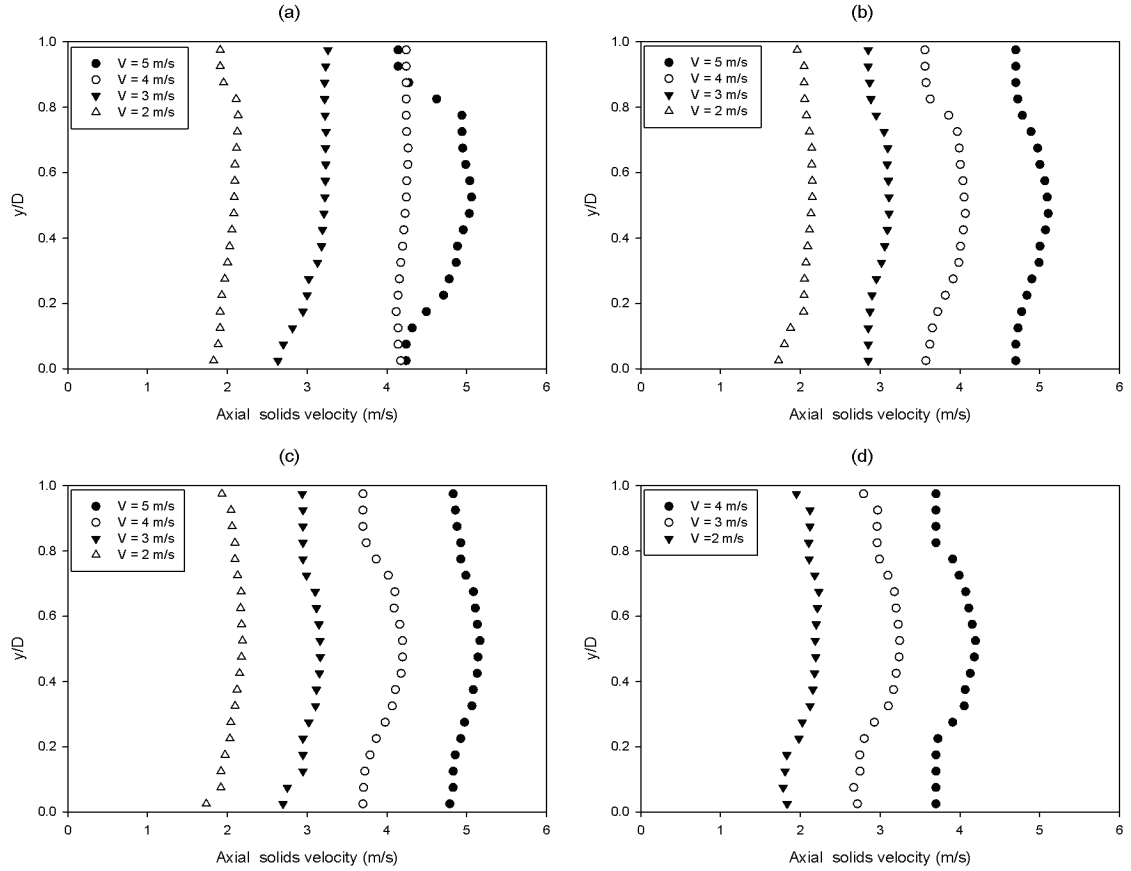 (a)
V = 5 m/s
V = 4 m/s
V = 3 m/s
V = 2 m/s
1.0
0.8
0.6
0.4
0.2
0.0
y/D
0 1 2 3 4 5 6
Axial solids velocity (m/s)
(b)
V = 5 m/s
V = 4 m/s
V = 3 m/s
V = 2 m/s
1.0
0.8
0.6
0.4
0.2
0.0
y/D
0 1 2 3 4 5 6
Axial solids velocity (m/s)
(c)
V = 5 m/s
V = 4 m/s
V = 3 m/s
V = 2 m/s
1.0
0.8
0.6
0.4
0.2
0.0
y/D
0 1 2 3 4 5 6
Axial solids velocity (m/s)
(d)
V = 4 m/s
V = 3 m/s
V =2 m/s
1.0
0.8
0.6
0.4
0.2
0.0
y/D
0 1 2 3 4 5 6
Axial solids velocity (m/s)